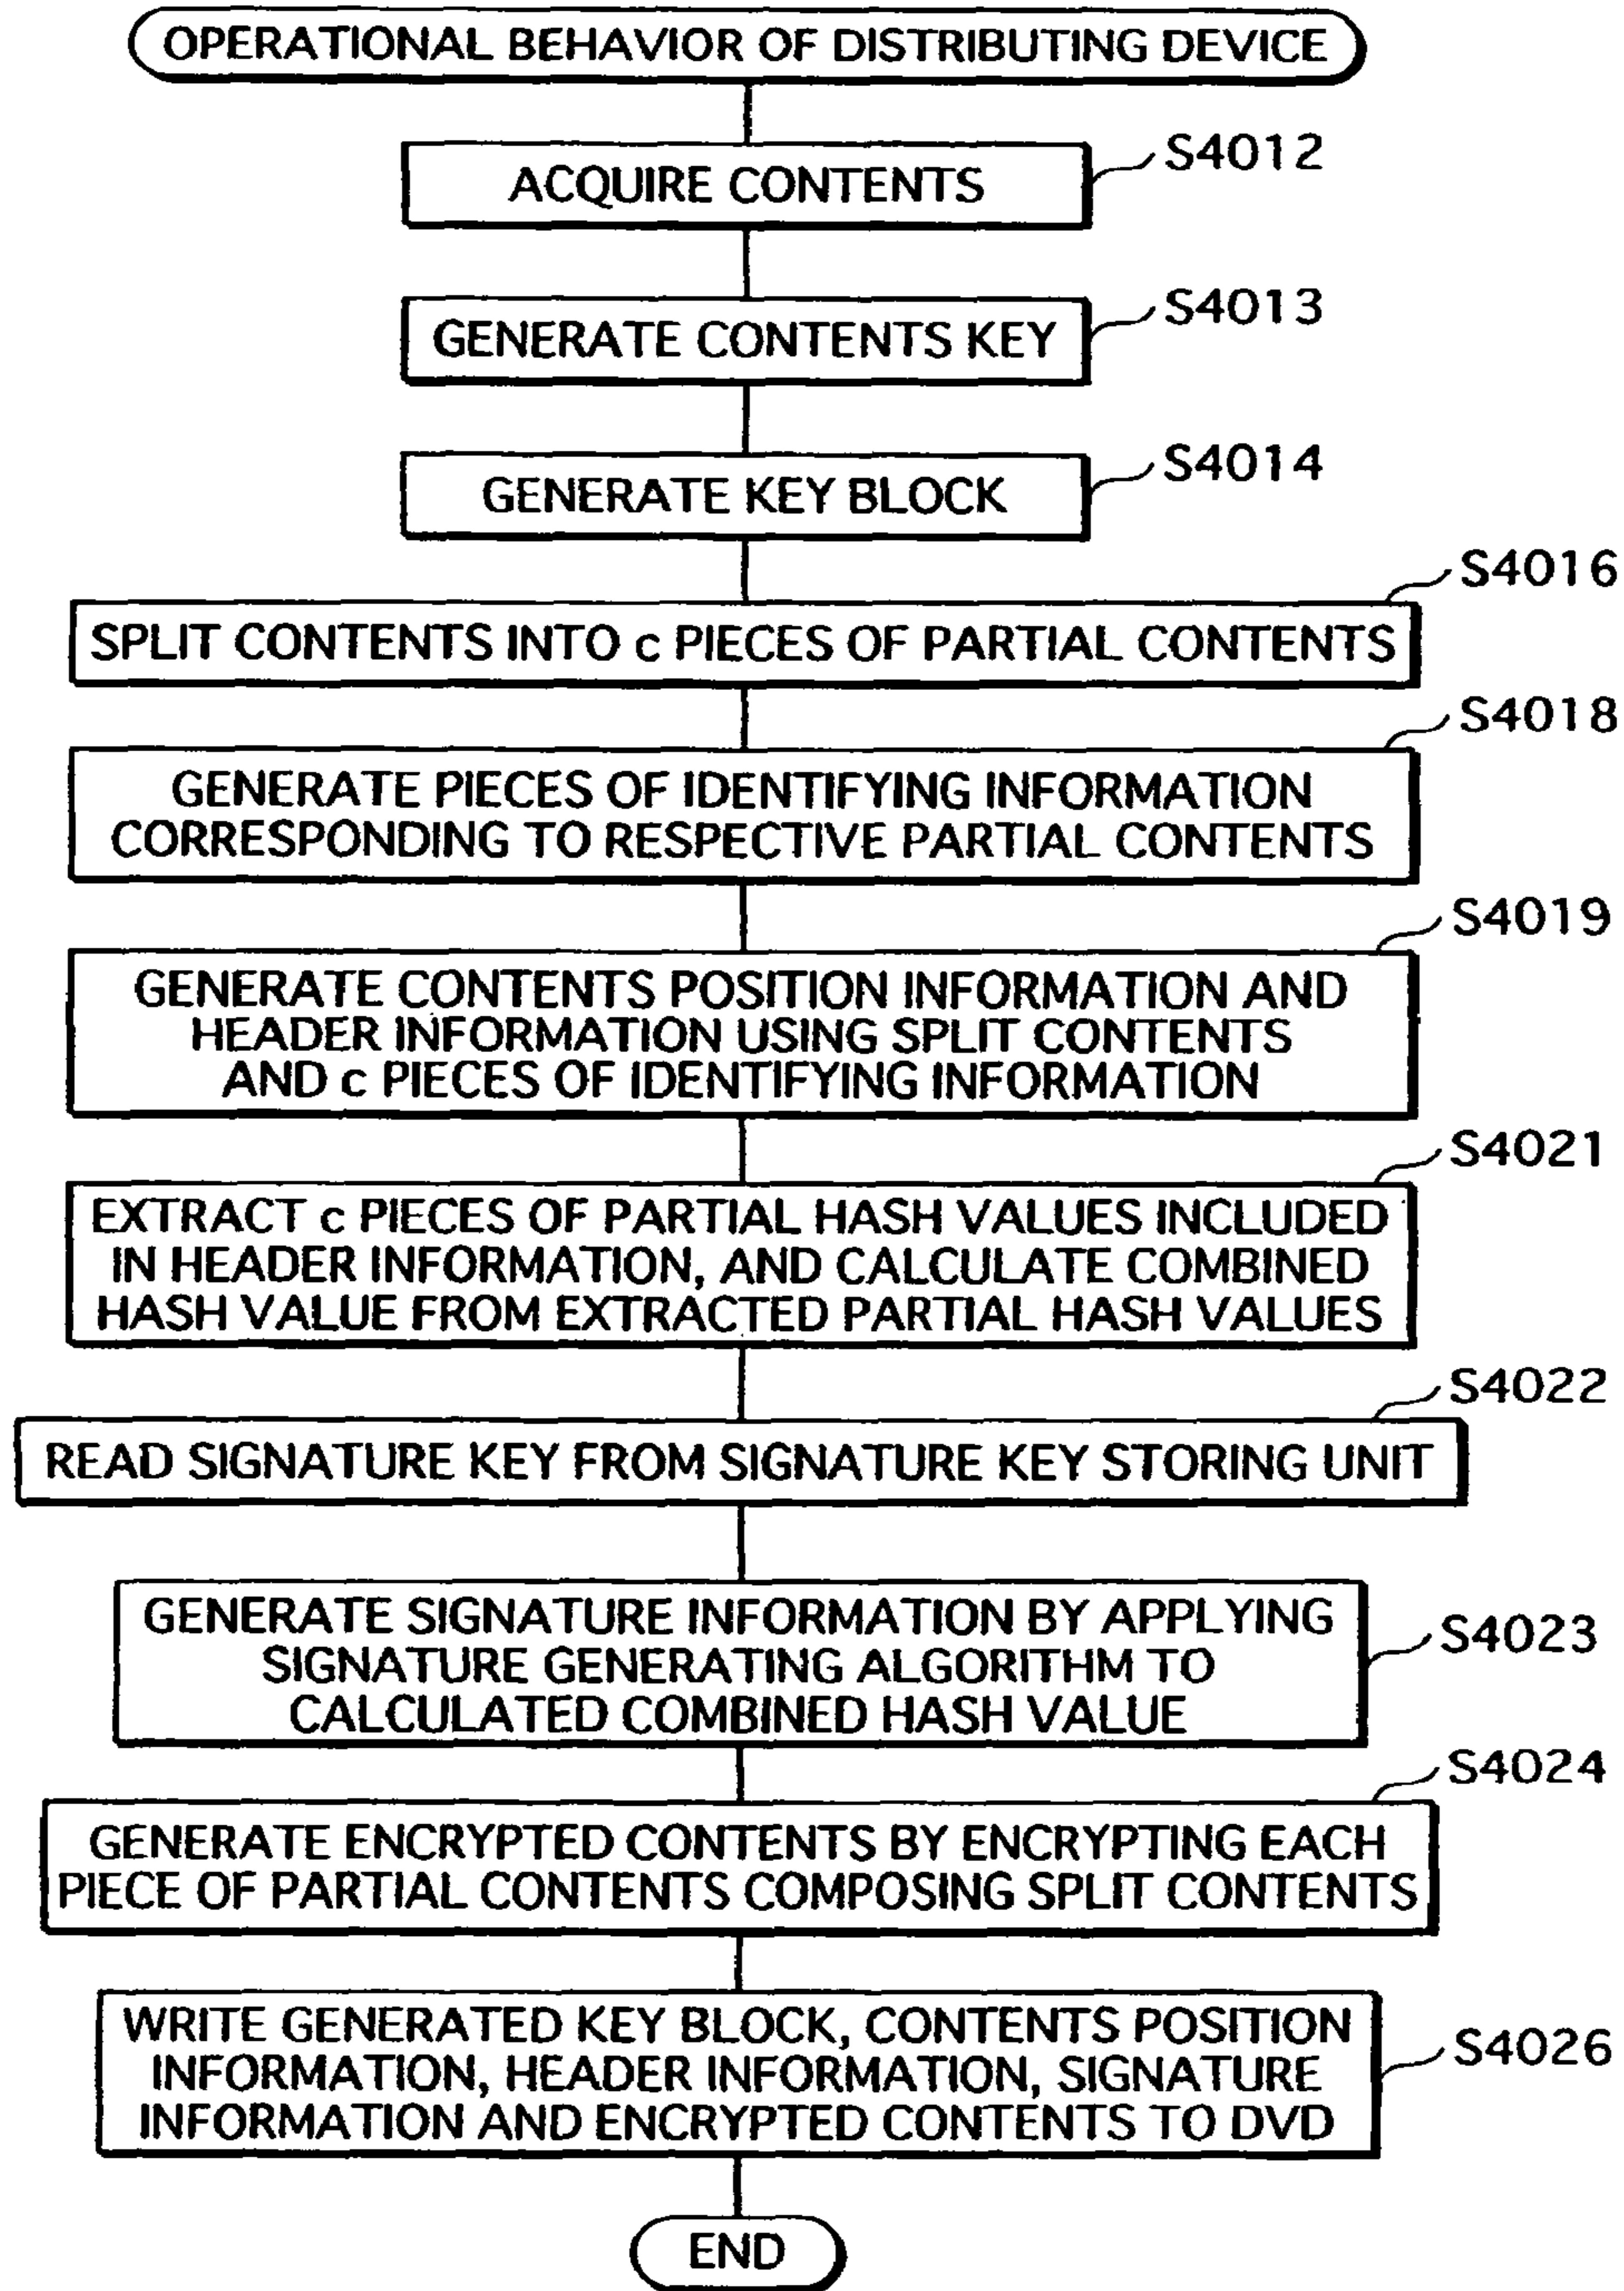 OPERATIONAL BEHAVIOR OF DISTRIBUTING DEVICE
S4012
ACQUIRE CONTENTS
S4013
GENERATE CONTENTS KEY
S4014
GENERATE KEY BLOCK
S4016
SPLIT CONTENTS INTO c PIECES OF PARTIAL CONTENTS
S4018
GENERATE PIECES OF IDENTIFYING INFORMATION
CORRESPONDING TO RESPECTIVE PARTIAL CONTENTS
S4019
GENERATE CONTENTS POSITION INFORMATION AND
HEADER INFORMATION USING SPLIT CONTENTS
AND c PIECES OF IDENTIFYING INFORMATION
S4021
EXTRACT c PIECES OF PARTIAL HASH VALUES INCLUDED
IN HEADER INFORMATION, AND CALCULATE COMBINED
HASH VALUE FROM EXTRACTED PARTIAL HASH VALUES
S4022
READ SIGNATURE KEY FROM SIGNATURE KEY STORING UNIT
GENERATE SIGNATURE INFORMATION BY APPLYING
SIGNATURE GENERATING ALGORITHM TO
CALCULATED COMBINED HASH VALUE
S4023
S4024
GENERATE ENCRYPTED CONTENTS BY ENCRYPTING EACH
PIECE OF PARTIAL CONTENTS COMPOSING SPLIT CONTENTS
WRITE GENERATED KEY BLOCK, CONTENTS POSITION
INFORMATION, HEADER INFORMATION, SIGNATURE
INFORMATION AND ENCRYPTED CONTENTS TO DVD
S4026
END